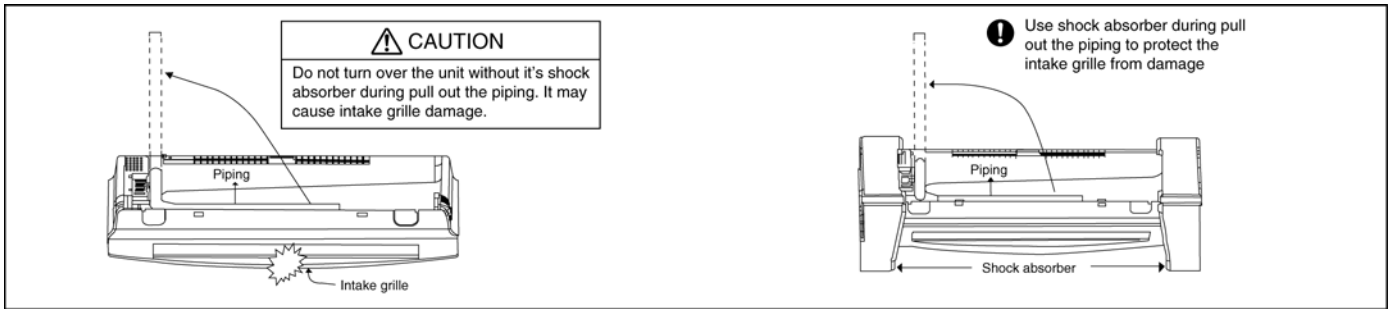 CAUTION
Do not turn over the unit without it's shock
absorber during pull out the piping. It may
cause intake grille damage.
Piping
Intake grille
Use shock absorber during pull
out the piping to protect the
intake grille from damage
Piping
Shock absorber